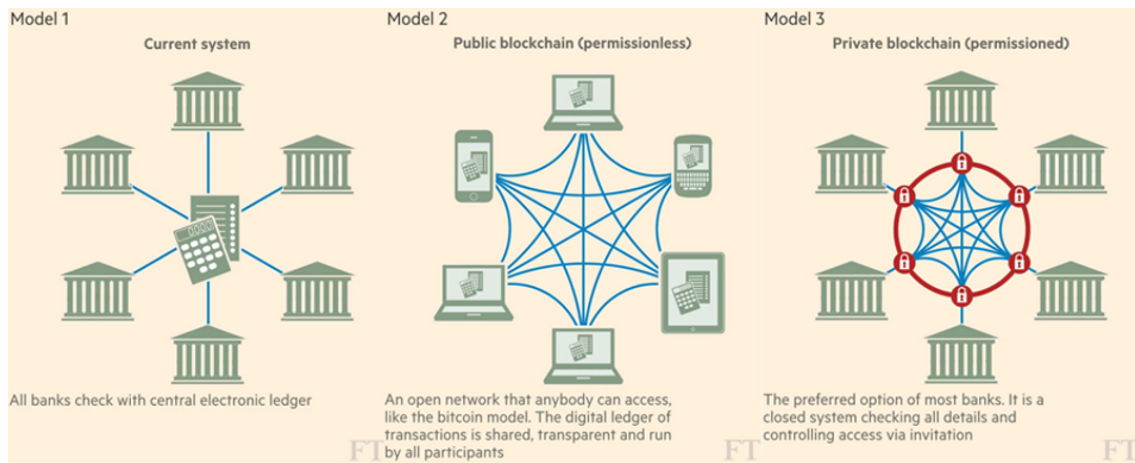 Model 1
Current system
All banks check with central electronic ledger
FT
Model 2
Public blockchain (permissionless)
An open network that anybody can access,
like the bitcoin model. The digital ledger of
transactions is shared, transparent and run
by all participants
FT
Model 3
Private blockchain (permissioned)
The preferred option of most banks. It is a
closed system checking all details and
controlling access via invitation
FT